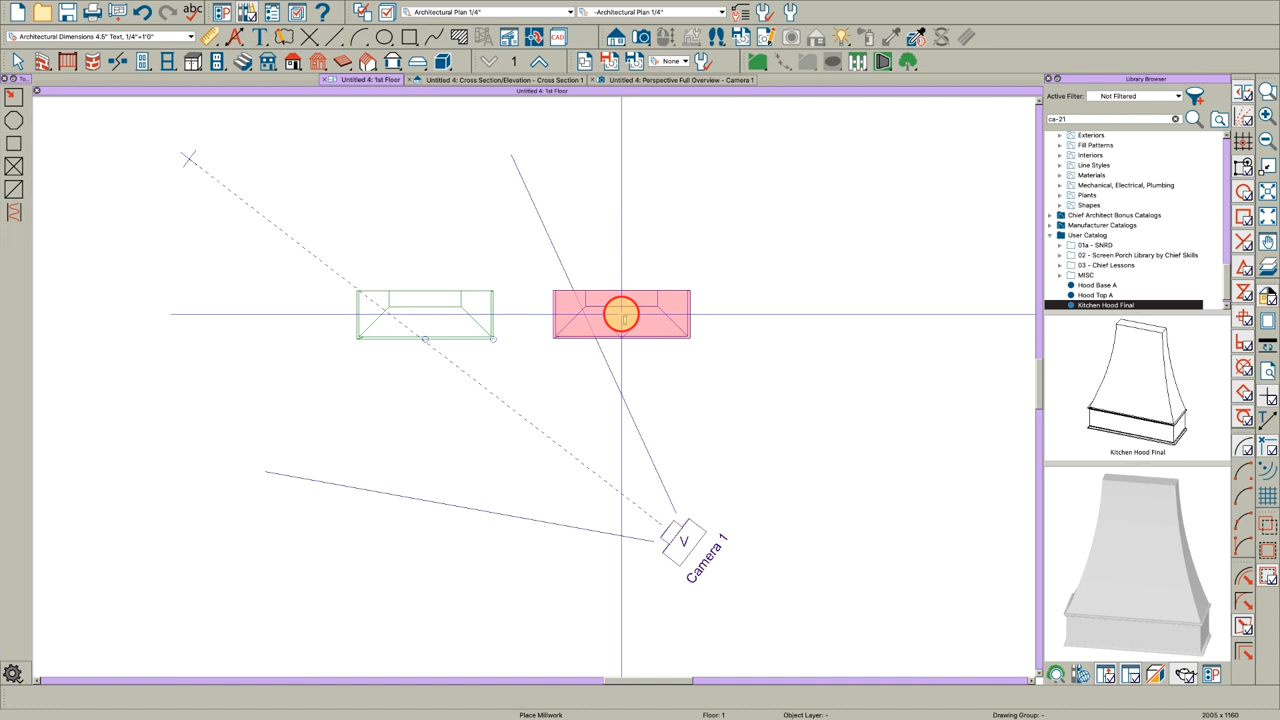 abc
?
Architectural Plan 1/4"
-Architectural Plan 1/4"
Architectural Dimensions 4.5" Text, 1/4"=1'0"
CAD
1
None
To...
Untitled 4: 1st Floor
Untitled 4: Cross Section/Elevation - Cross Section 1
Untitled 4: Perspective Full Overview - Camera 1
Untitled 4: 1st Floor
Library Browser
Active Filter:
Not Filtered
ca-21
Exteriors
Fill Patterns
Interiors
Line Styles
Materials
Mechanical, Electrical, Plumbing
Plants
Shapes
Chief Architect Bonus Catalogs
Manufacturer Catalogs
User Catalog
01a - SNRD
02 - Screen Porch Library by Chief Skills
03 - Chief Lessons
MISC
Hood Base A
Hood Top A
Kitchen Hood Final
Kitchen Hood Final
Camera 1
Place Millwork
Floor: 1
Object Layer: -
Drawing Group: -
2005 x 1160